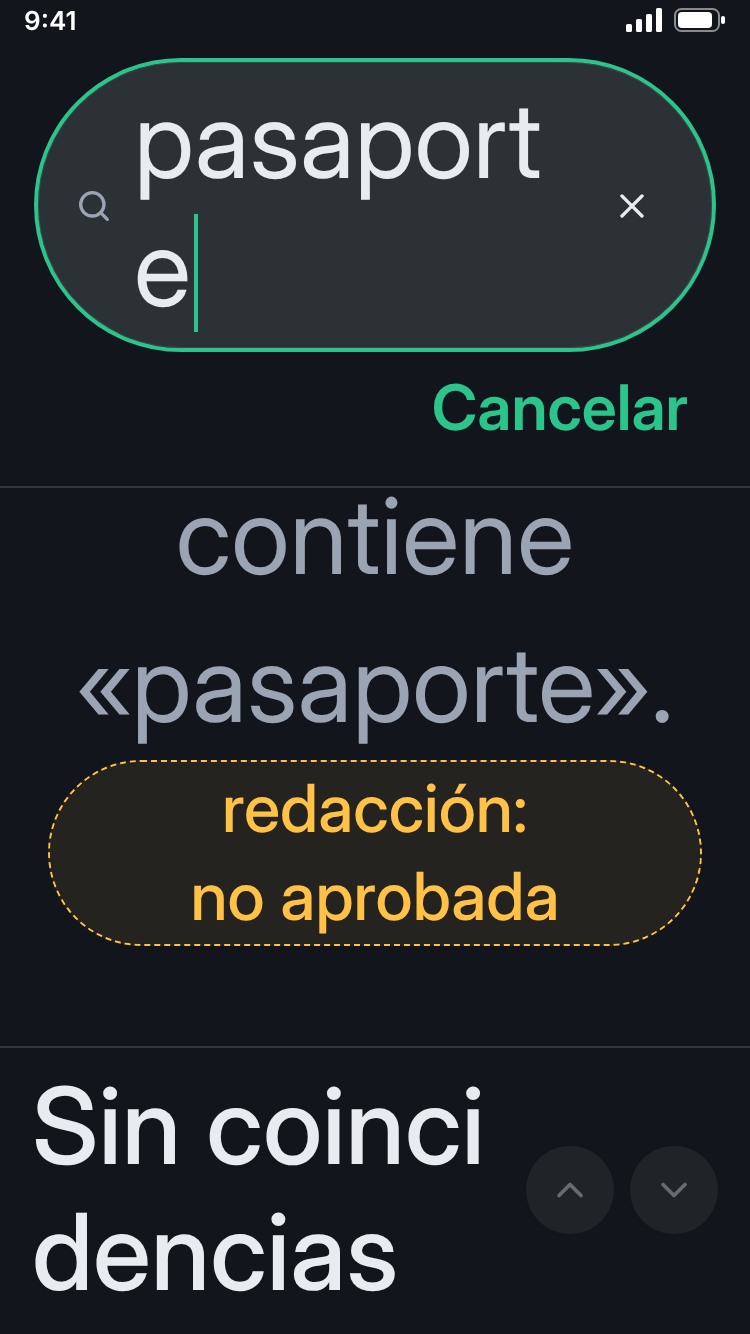 9:41
pasaport
e
Cancelar
contiene
«pasaporte».
redacción:
no aprobada
Sin coinci
dencias